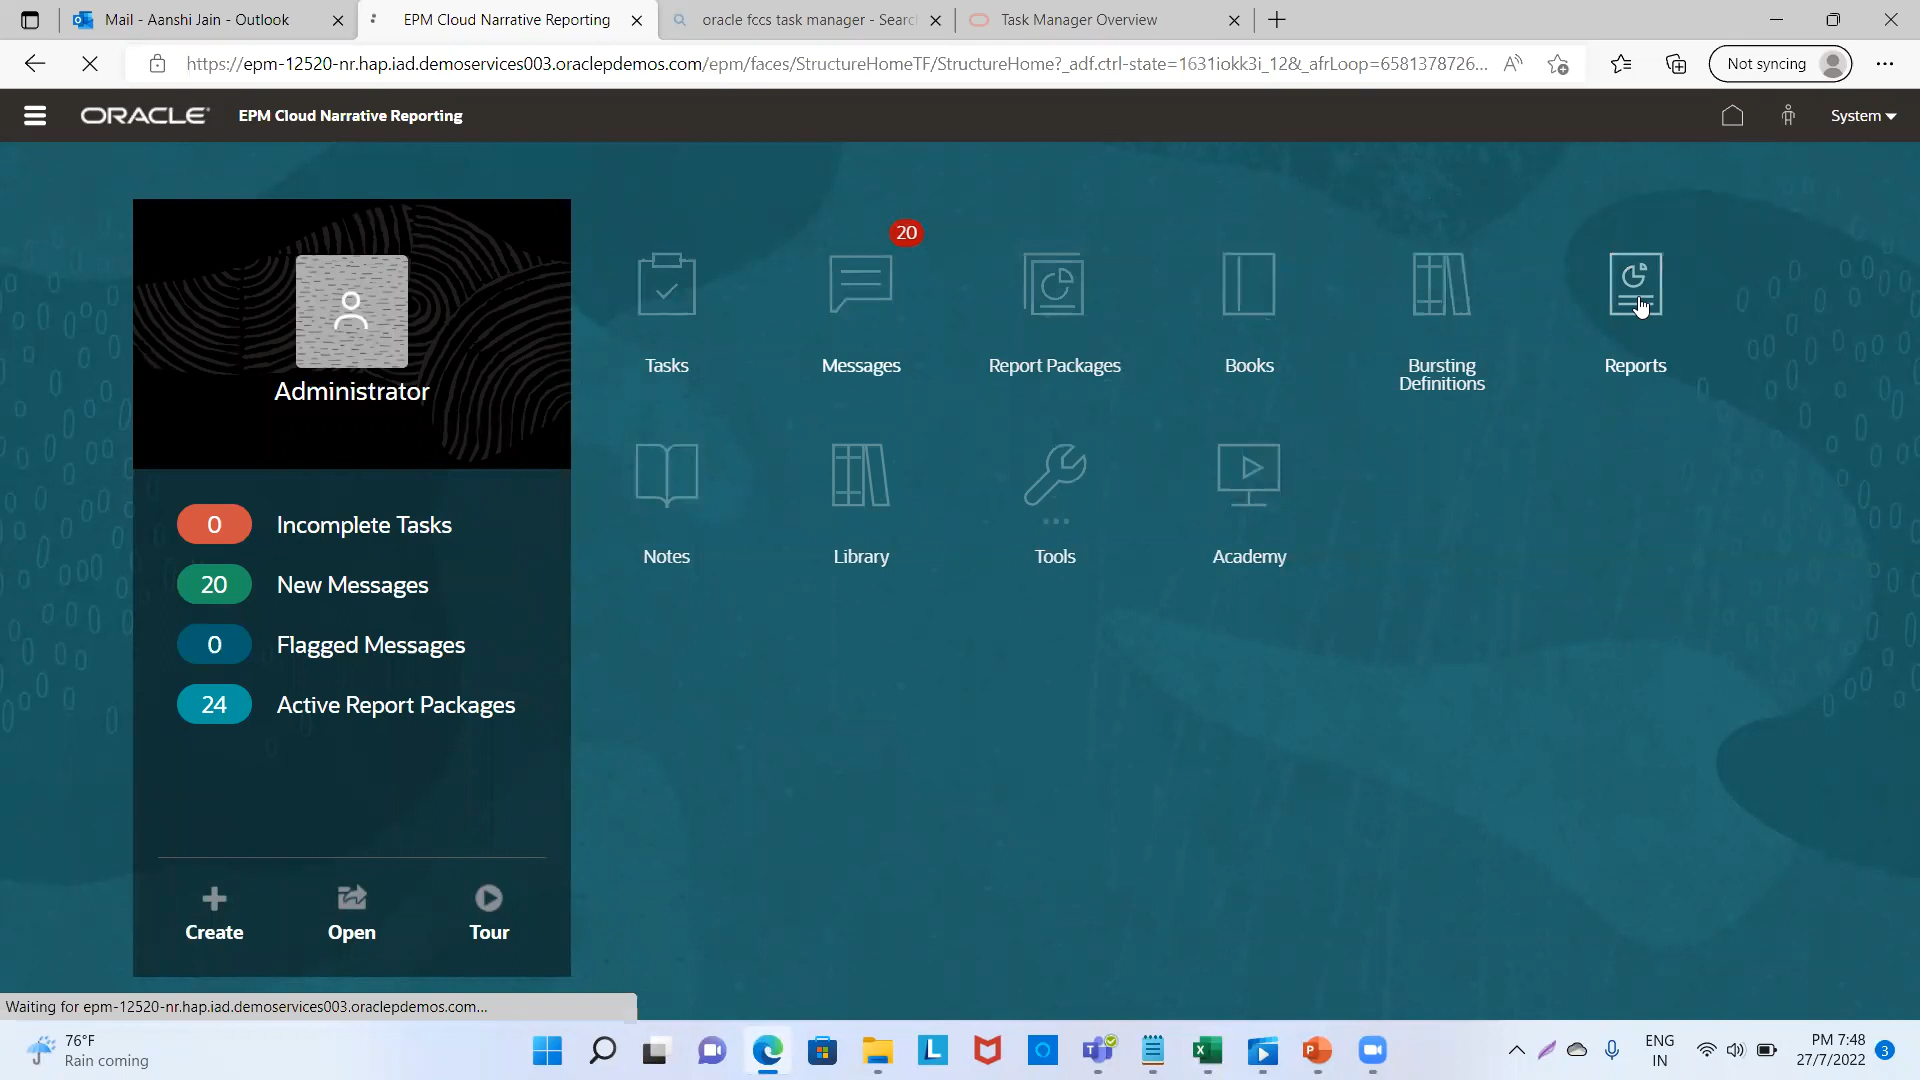 Mail - Aanshi Jain - Outlook
EPM Cloud Narrative Reporting
oracle fccs task manager - Searc
Task Manager Overview
https://epm-12520-nr.hap.iad.demoservices003.oraclepdemos.com/epm/faces/StructureHomeTF/StructureHome?_adf.ctrl-state=1631iokk3i_12&_afrLoop=6581378726...
Not syncing
ORACLE
EPM Cloud Narrative Reporting
System
Administrator
0 Incomplete Tasks
20 New Messages
0 Flagged Messages
24 Active Report Packages
Create
Open
Tour
20
Tasks
Messages
Report Packages
Books
Bursting
Definitions
Reports
Notes
Library
Tools
Academy
Waiting for epm-12520-nr.hap.iad.demoservices003.oraclepdemos.com...
76°F
Rain coming
ENG
IN
PM 7:48
27/7/2022
3